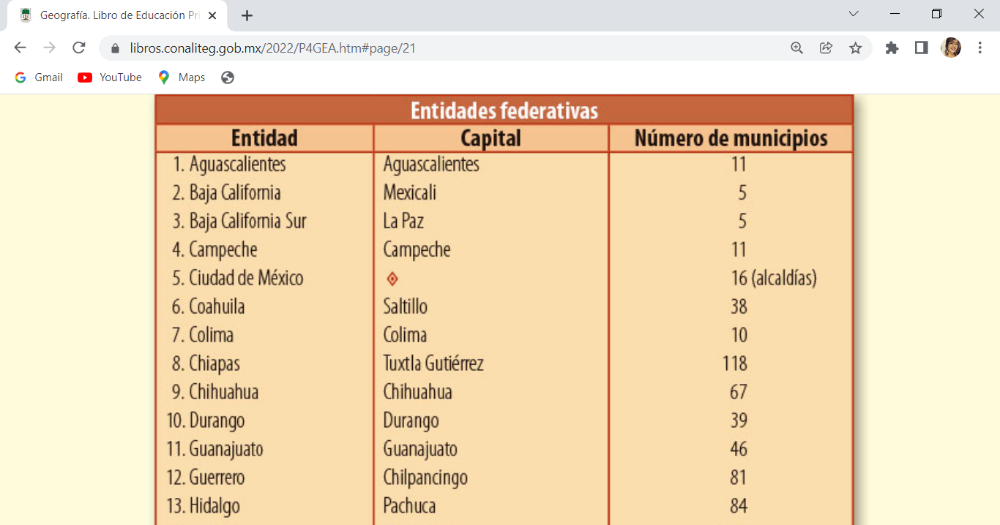 Geografía. Libro de Educación Pri
libros.conaliteg.gob.mx/2022/P4GEA.htm#page/21
Gmail YouTube Maps
Entidades federativas
Entidad Capital Número de municipios
1. Aguascalientes Aguascalientes 11
2. Baja California Mexicali 5
3. Baja California Sur La Paz 5
4. Campeche Campeche 11
5. Ciudad de México 16 (alcaldías)
6. Coahuila Saltillo 38
7. Colima Colima 10
8. Chiapas Tuxtla Gutiérrez 118
9. Chihuahua Chihuahua 67
10. Durango Durango 39
11. Guanajuato Guanajuato 46
12. Guerrero Chilpancingo 81
13. Hidalgo Pachuca 84